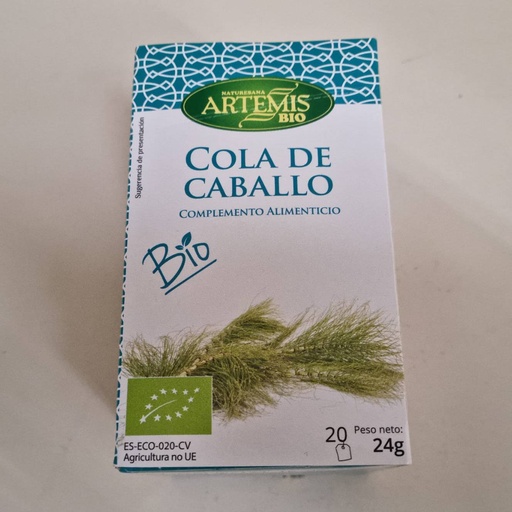 NATURESANA
ARTEMIS
BIO
Sugerencia de presentación
COLA DE
CABALLO
COMPLEMENTO ALIMENTICIO
Bio
ES-ECO-020-CV
Agricultura no UE
20
Peso neto:
24g